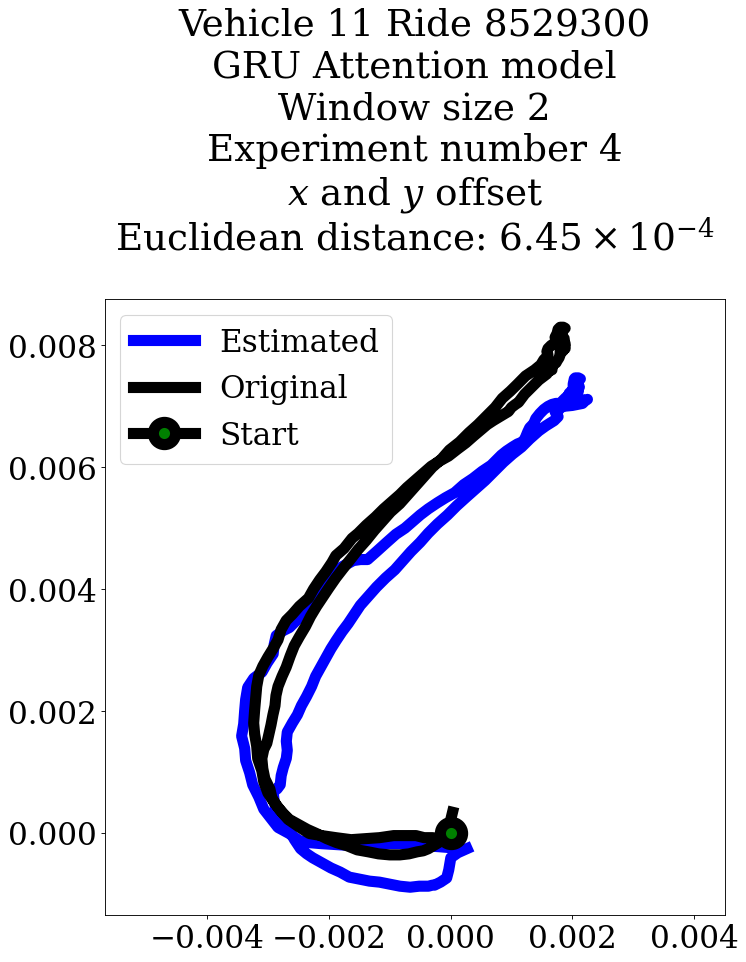 Vehicle 11 Ride 8529300
GRU Attention model
Window size 2
Experiment number 4
x and y offset
Euclidean distance: 6.45 × 10⁻⁴
Estimated
Original
Start
0.008
0.006
0.004
0.002
0.000
−0.004 −0.002 0.000 0.002 0.004